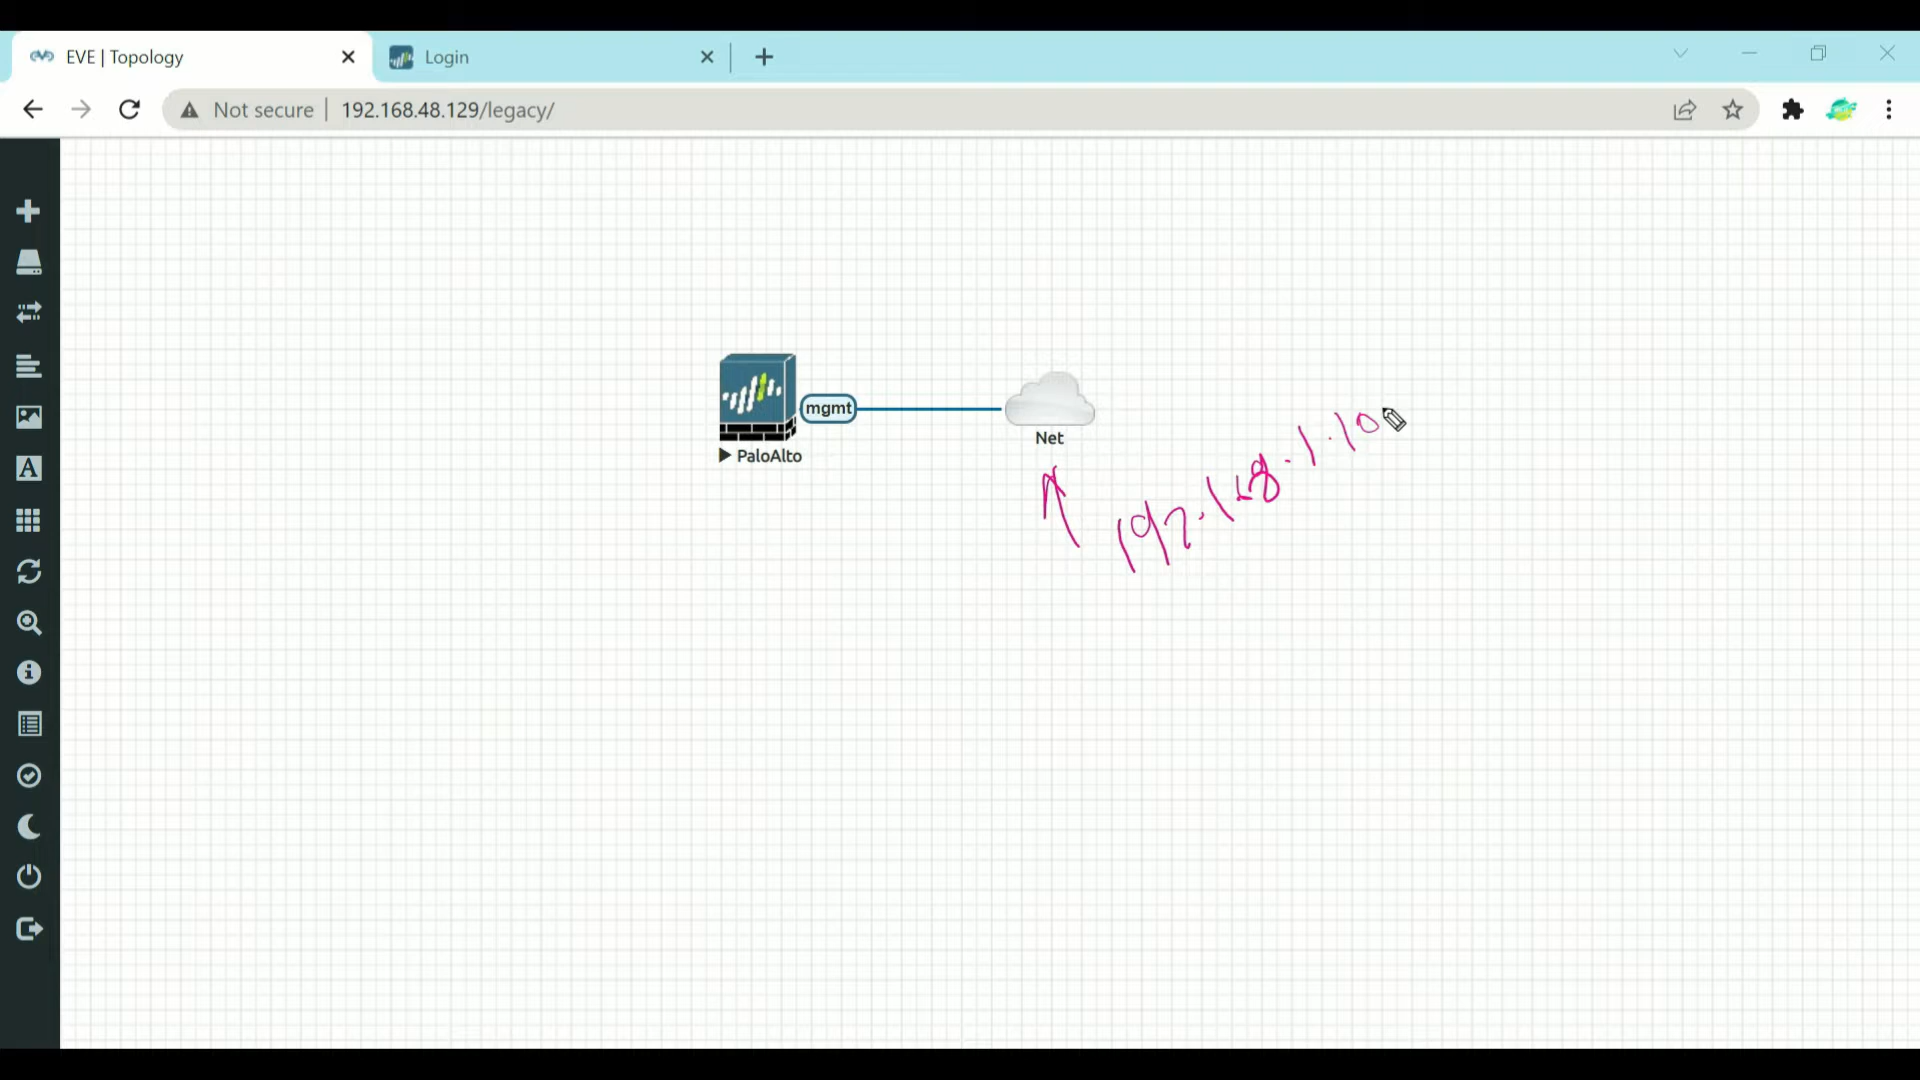 EVE | Topology
Login
Not secure
192.168.48.129/legacy/
mgmt
Net
PaloAlto
192.168.1.10